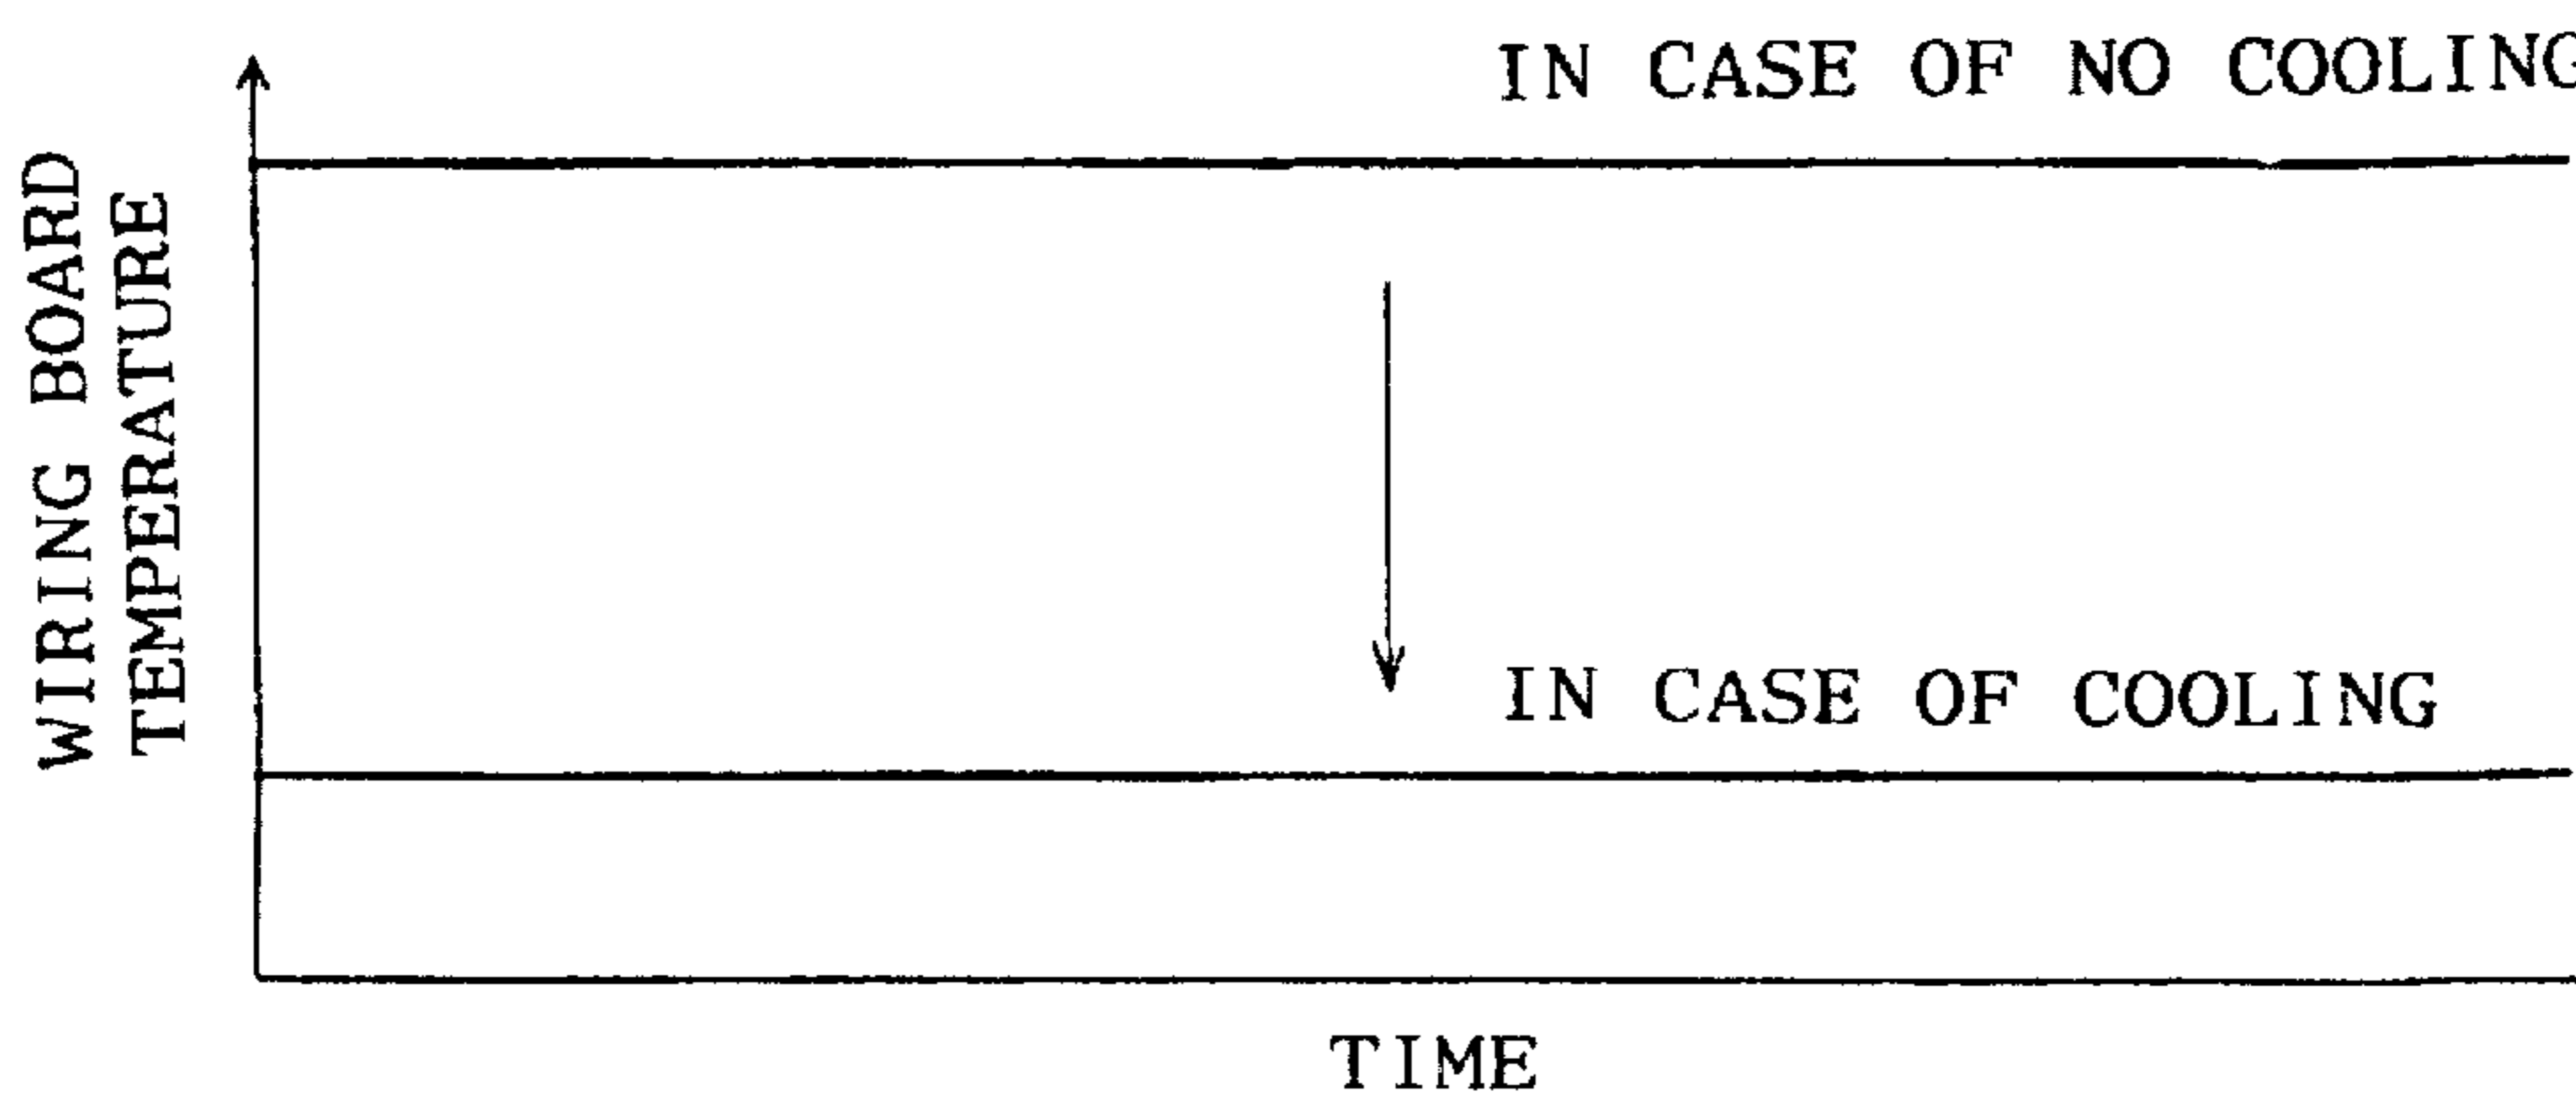 IN CASE OF NO COOLING
WIRING BOARD
TEMPERATURE
IN CASE OF COOLING
TIME